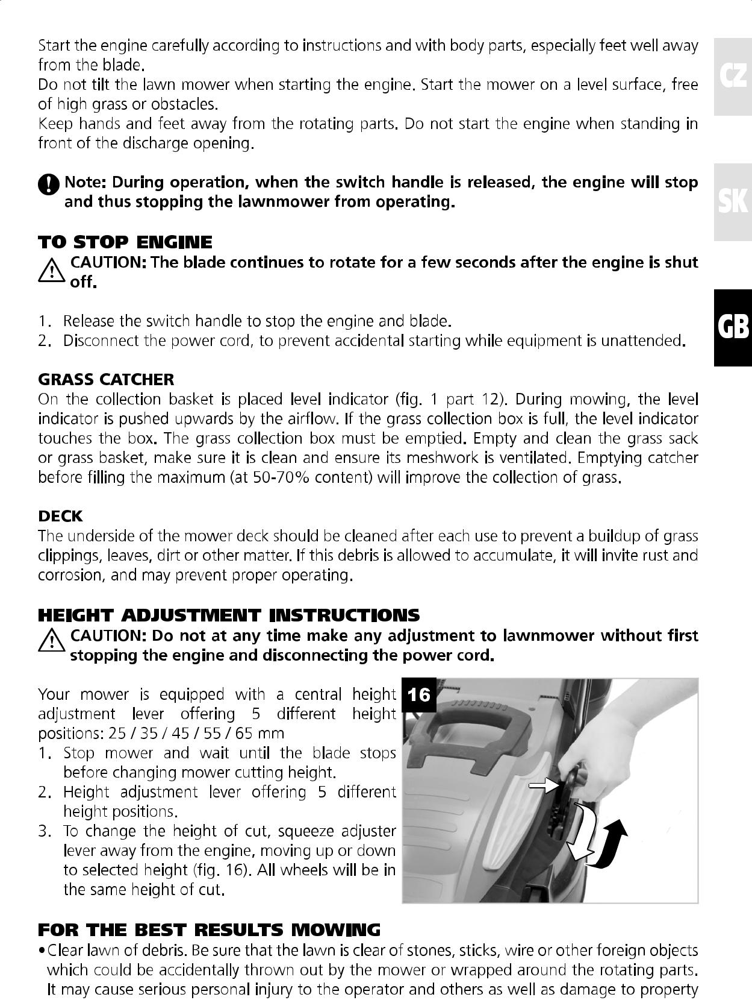 Start the engine carefully according to instructions and with body parts, especially feet well away
from the blade.
Do not tilt the lawn mower when starting the engine. Start the mower on a level surface, free
of high grass or obstacles.
Keep hands and feet away from the rotating parts. Do not start the engine when standing in
front of the discharge opening.
Note: During operation, when the switch handle is released, the engine will stop
and thus stopping the lawnmower from operating.
TO STOP ENGINE
CAUTION: The blade continues to rotate for a few seconds after the engine is shut
off.
1. Release the switch handle to stop the engine and blade.
2. Disconnect the power cord, to prevent accidental starting while equipment is unattended.
GRASS CATCHER
On the collection basket is placed level indicator (fig. 1 part 12). During mowing, the level
indicator is pushed upwards by the airflow. If the grass collection box is full, the level indicator
touches the box. The grass collection box must be emptied. Empty and clean the grass sack
or grass basket, make sure it is clean and ensure its meshwork is ventilated. Emptying catcher
before filling the maximum (at 50-70% content) will improve the collection of grass.
DECK
The underside of the mower deck should be cleaned after each use to prevent a buildup of grass
clippings, leaves, dirt or other matter. If this debris is allowed to accumulate, it will invite rust and
corrosion, and may prevent proper operating.
HEIGHT ADJUSTMENT INSTRUCTIONS
CAUTION: Do not at any time make any adjustment to lawnmower without first
stopping the engine and disconnecting the power cord.
Your mower is equipped with a central height
adjustment lever offering 5 different height
positions: 25 / 35 / 45 / 55 / 65 mm
1. Stop mower and wait until the blade stops
before changing mower cutting height.
2. Height adjustment lever offering 5 different
height positions.
3. To change the height of cut, squeeze adjuster
lever away from the engine, moving up or down
to selected height (fig. 16). All wheels will be in
the same height of cut.
16
FOR THE BEST RESULTS MOWING
•Clear lawn of debris. Be sure that the lawn is clear of stones, sticks, wire or other foreign objects
which could be accidentally thrown out by the mower or wrapped around the rotating parts.
It may cause serious personal injury to the operator and others as well as damage to property
CZ
SK
GB